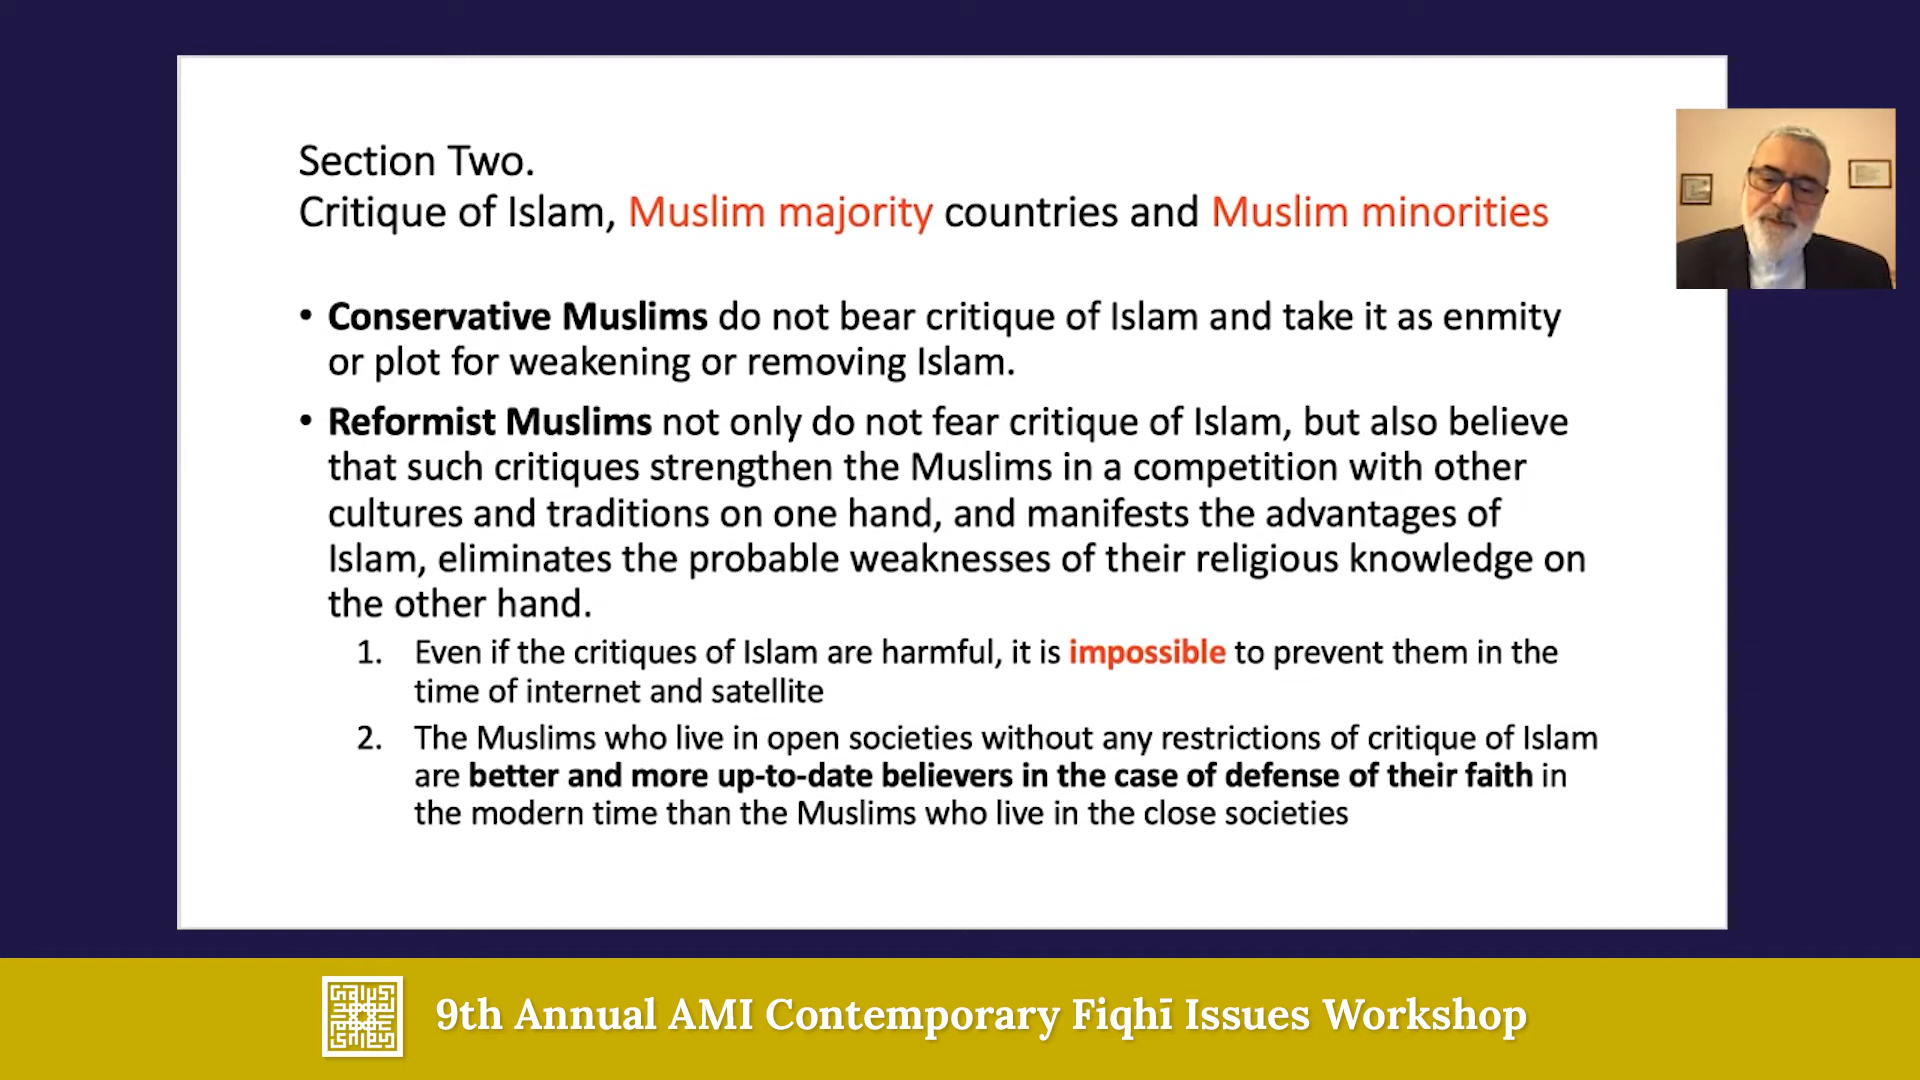 Section Two.
Critique of Islam, Muslim majority countries and Muslim minorities
• Conservative Muslims do not bear critique of Islam and take it as enmity
or plot for weakening or removing Islam.
• Reformist Muslims not only do not fear critique of Islam, but also believe
that such critiques strengthen the Muslims in a competition with other
cultures and traditions on one hand, and manifests the advantages of
Islam, eliminates the probable weaknesses of their religious knowledge on
the other hand.
1. Even if the critiques of Islam are harmful, it is impossible to prevent them in the
time of internet and satellite
2. The Muslims who live in open societies without any restrictions of critique of Islam
are better and more up-to-date believers in the case of defense of their faith in
the modern time than the Muslims who live in the close societies
9th Annual AMI Contemporary Fiqhī Issues Workshop